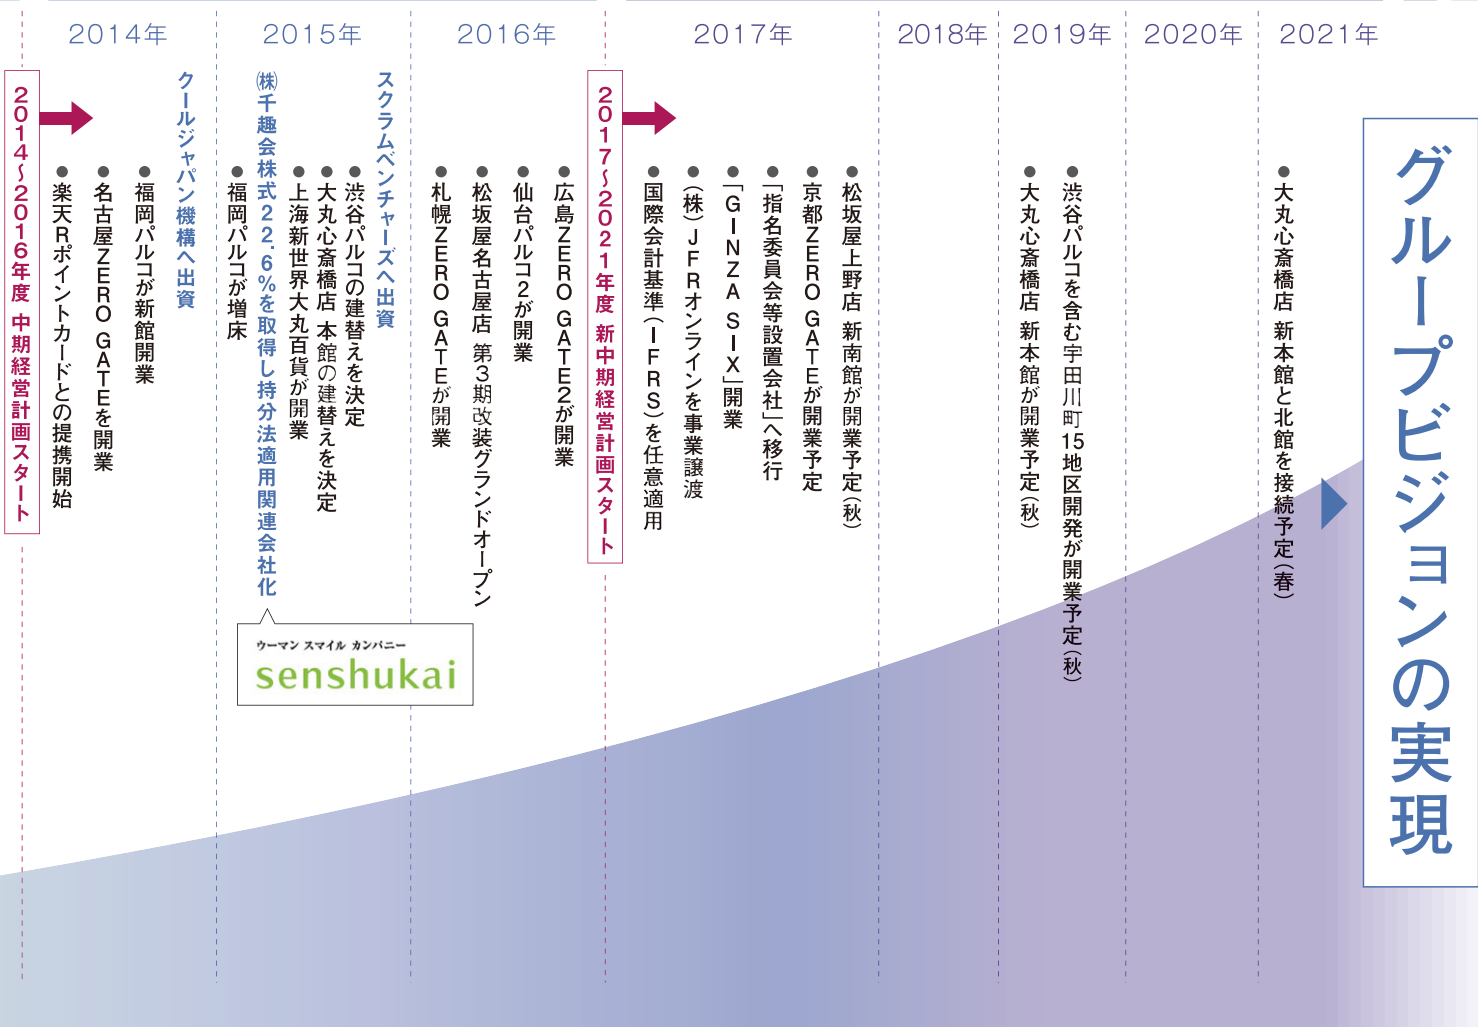 2014年
2015年
2016年
2017年
2018年
2019年
2020年
2021年
2014〜2016年度 中期経営計画スタート
●楽天Rポイントカードとの提携開始
●名古屋ZERO GATEを開業
●福岡パルコが新館開業
クールジャパン機構へ出資
●福岡パルコが増床
㈱千趣会株式22.6%を取得し持分法適用関連会社化
ウーマン スマイル カンパニー
senshukai
●上海新世界大丸百貨が開業
●大丸心斎橋店 本館の建替えを決定
●渋谷パルコの建替えを決定
スクラムベンチャーズへ出資
●札幌ZERO GATEが開業
●松坂屋名古屋店 第3期改装グランドオープン
●仙台パルコ2が開業
●広島ZERO GATE2が開業
2017〜2021年度 新中期経営計画スタート
●国際会計基準(IFRS)を任意適用
●(株)JFRオンラインを事業譲渡
●「GINZA SIX」開業
●「指名委員会等設置会社」へ移行
●京都ZERO GATEが開業予定
●松坂屋上野店 新南館が開業予定(秋)
●大丸心斎橋店 新本館が開業予定(秋)
●渋谷パルコを含む宇田川町15地区開発が開業予定(秋)
●大丸心斎橋店 新本館と北館を接続予定(春)
グループビジョンの実現